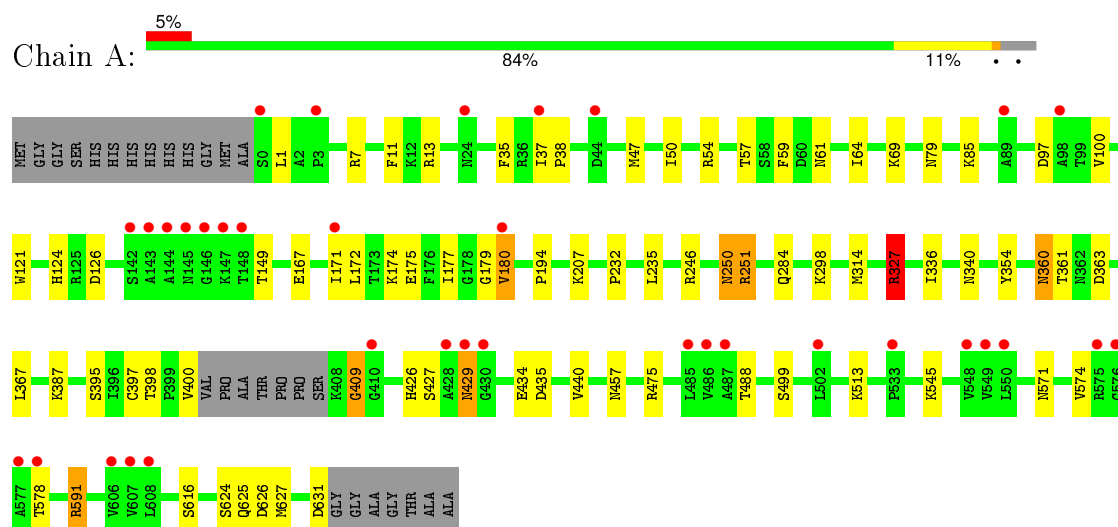 5%
Chain A:
84% 11% • •
MET GLY GLY SER HIS HIS HIS HIS HIS HIS GLY MET ALA S0 L1 A2 P3 R7 F11 K12 R13 N24 F35 R36 I37 P38 D44 M47 I50 R54 T57 S58 F59 D60 N61 I64 K69 N79 K85 A89 D97 A98 T99 V100
W121 H124 R125 D126 S142 A143 A144 N145 G146 K147 T148 T149 E167 I171 L172 T173 K174 E175 F176 I177 G178 G179 V180 P194 K207 P232 L235 R246 N250 R251 Q284 K298 M314 R327 I336 N340 Y354 N360 T361 N362 D363
L367 K387 S395 I396 C397 T398 P399 V400 VAL PRO ALA THR PRO PRO SER K408 G409 G410 H426 S427 A428 N429 G430 E434 D435 V440 N457 R475 L485 V486 A487 T488 S499 L502 K513 P533 K545 V548 V549 L550 N571 V574 R575 G576
A577 T578 R591 V606 V607 L608 S616 S624 Q625 D626 M627 D631 GLY GLY ALA GLY THR ALA ALA